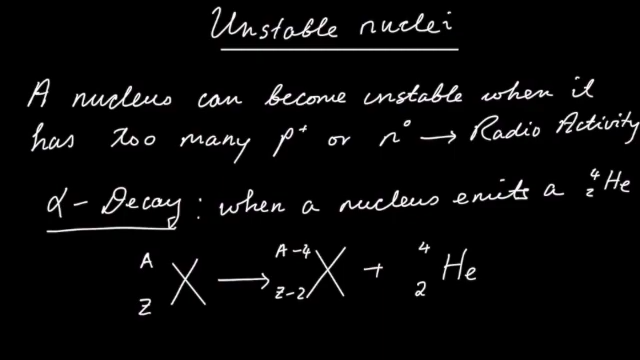 Unstable nuclei
A nucleus can become unstable when it
has too many p⁺ or n⁰ → Radio Activity
α - Decay : when a nucleus emits a ⁴₂He
ᴬ_Z X → ᴬ⁻⁴_Z₋₂ X + ⁴₂ He